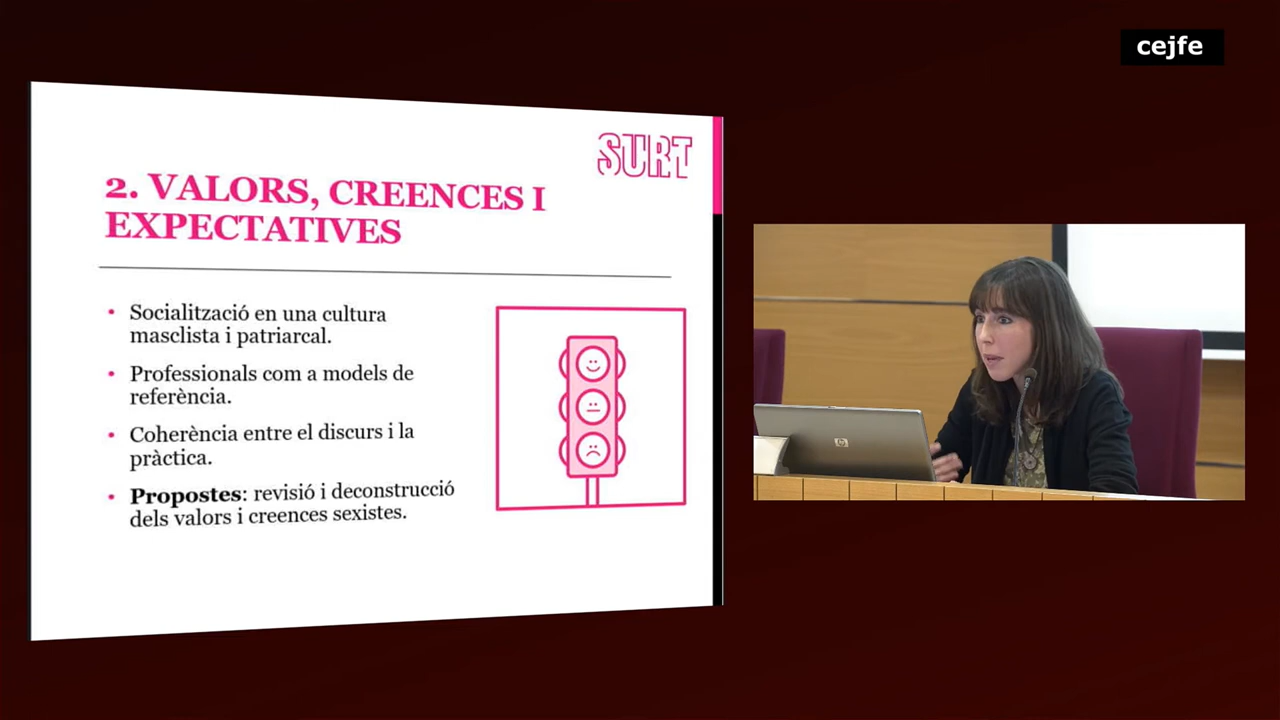 cejfe
SURT
2. VALORS, CREENCES I
EXPECTATIVES
• Socialització en una cultura
masclista i patriarcal.
• Professionals com a models de
referència.
• Coherència entre el discurs i la
pràctica.
• Propostes: revisió i deconstrucció
dels valors i creences sexistes.
hp